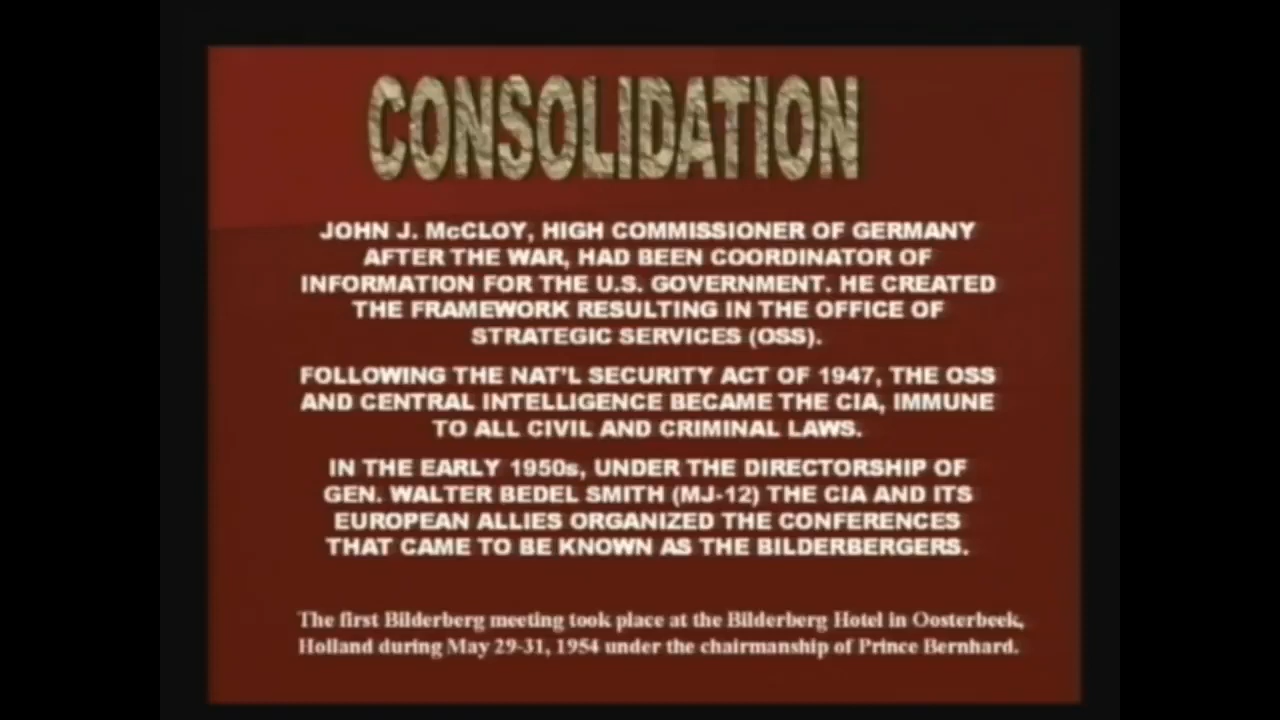 CONSOLIDATION
JOHN J. McCLOY, HIGH COMMISSIONER OF GERMANY
AFTER THE WAR, HAD BEEN COORDINATOR OF
INFORMATION FOR THE U.S. GOVERNMENT. HE CREATED
THE FRAMEWORK RESULTING IN THE OFFICE OF
STRATEGIC SERVICES (OSS).
FOLLOWING THE NAT'L SECURITY ACT OF 1947, THE OSS
AND CENTRAL INTELLIGENCE BECAME THE CIA, IMMUNE
TO ALL CIVIL AND CRIMINAL LAWS.
IN THE EARLY 1950s, UNDER THE DIRECTORSHIP OF
GEN. WALTER BEDEL SMITH (MJ-12) THE CIA AND ITS
EUROPEAN ALLIES ORGANIZED THE CONFERENCES
THAT CAME TO BE KNOWN AS THE BILDERBERGERS.
The first Bilderberg meeting took place at the Bilderberg Hotel in Oosterbeek,
Holland during May 29-31, 1954 under the chairmanship of Prince Bernhard.